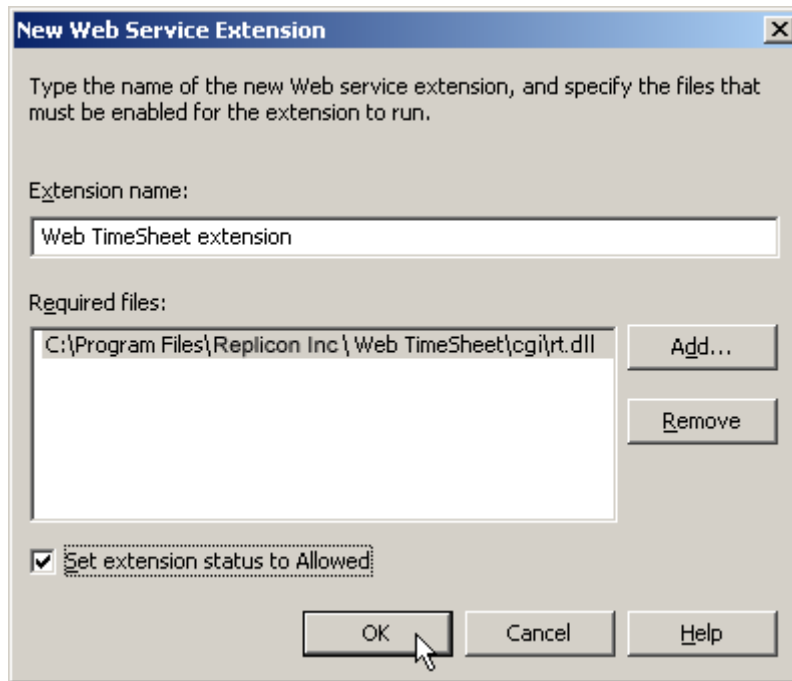 New Web Service Extension
Type the name of the new Web service extension, and specify the files that
must be enabled for the extension to run.
Extension name:
Web TimeSheet extension
Required files:
C:\Program Files\Replicon Inc\ Web TimeSheet\cgi\rt.dll
Add...
Remove
Set extension status to Allowed
OK
Cancel
Help